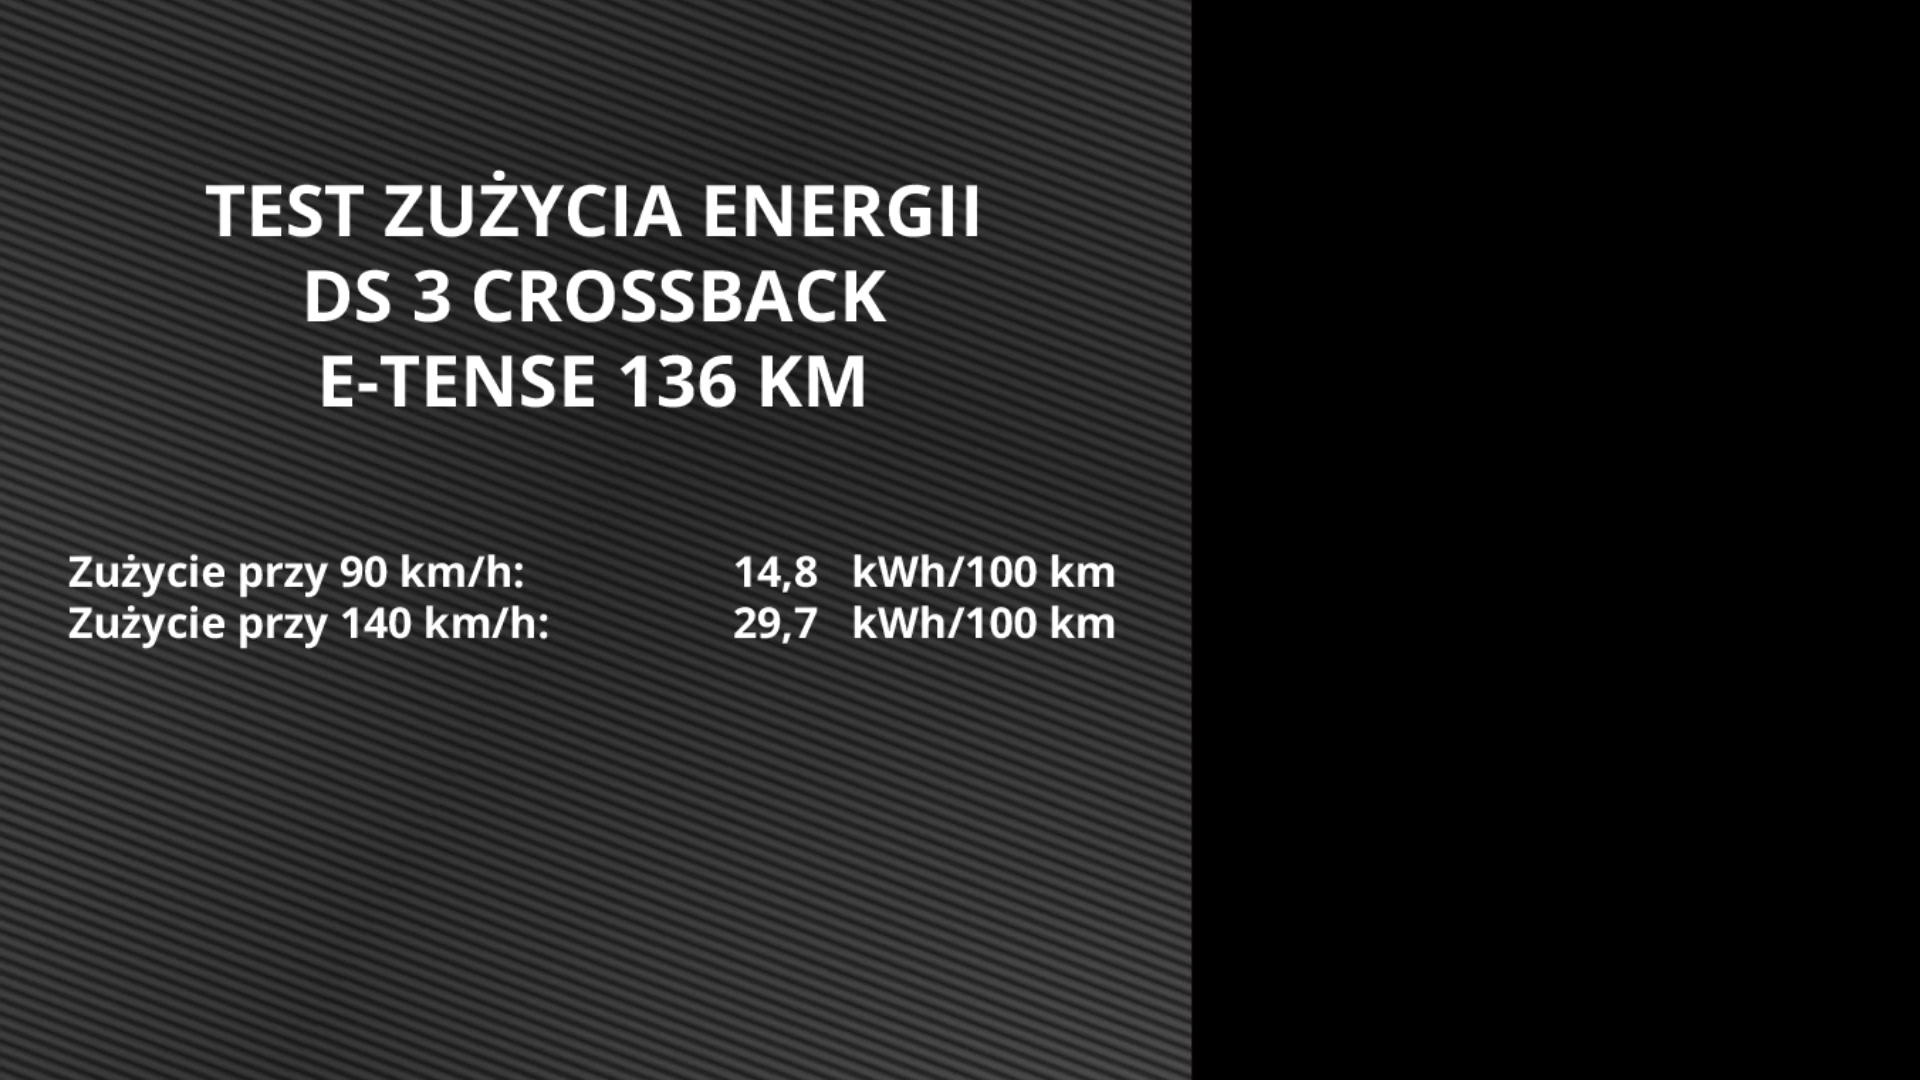 TEST ZUŻYCIA ENERGII
DS 3 CROSSBACK
E-TENSE 136 KM
Zużycie przy 90 km/h: 14,8 kWh/100 km
Zużycie przy 140 km/h: 29,7 kWh/100 km